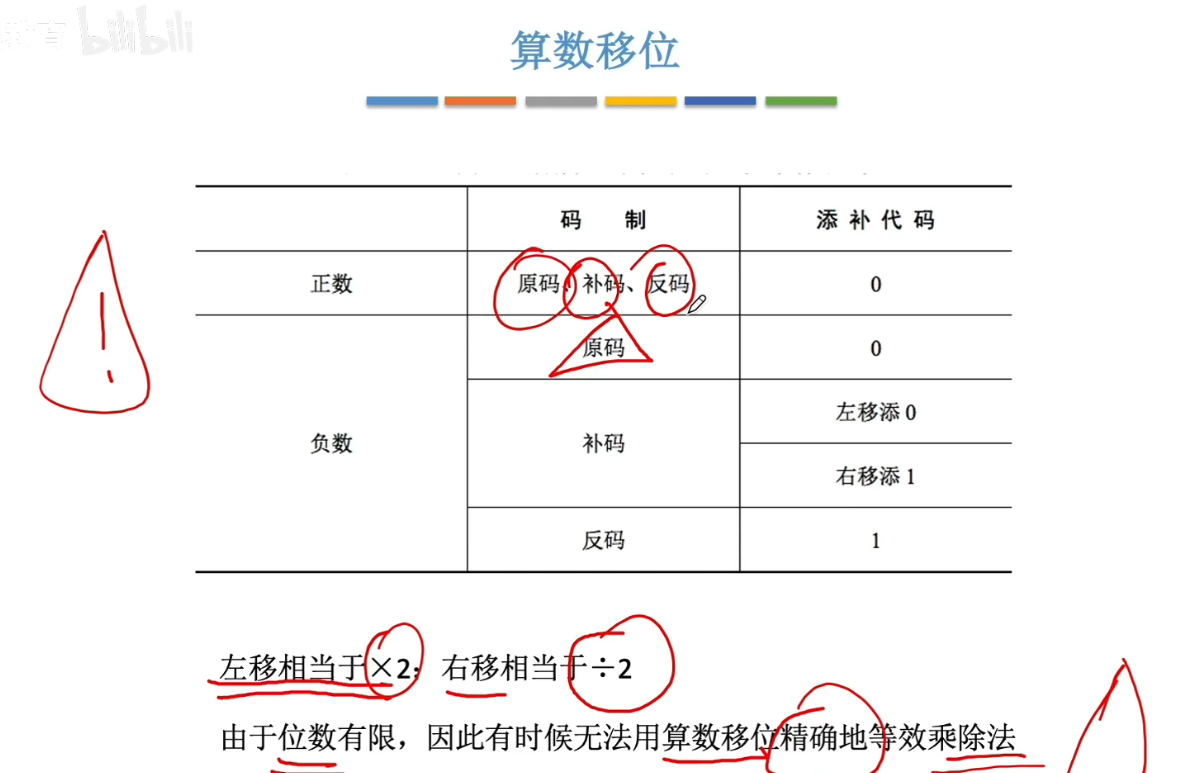 教育 bilibili
算数移位
码 制 添补代码
正数 原码、补码、反码 0
原码 0
左移添0
负数 补码
右移添1
反码 1
左移相当于×2；右移相当于÷2
由于位数有限，因此有时候无法用算数移位精确地等效乘除法